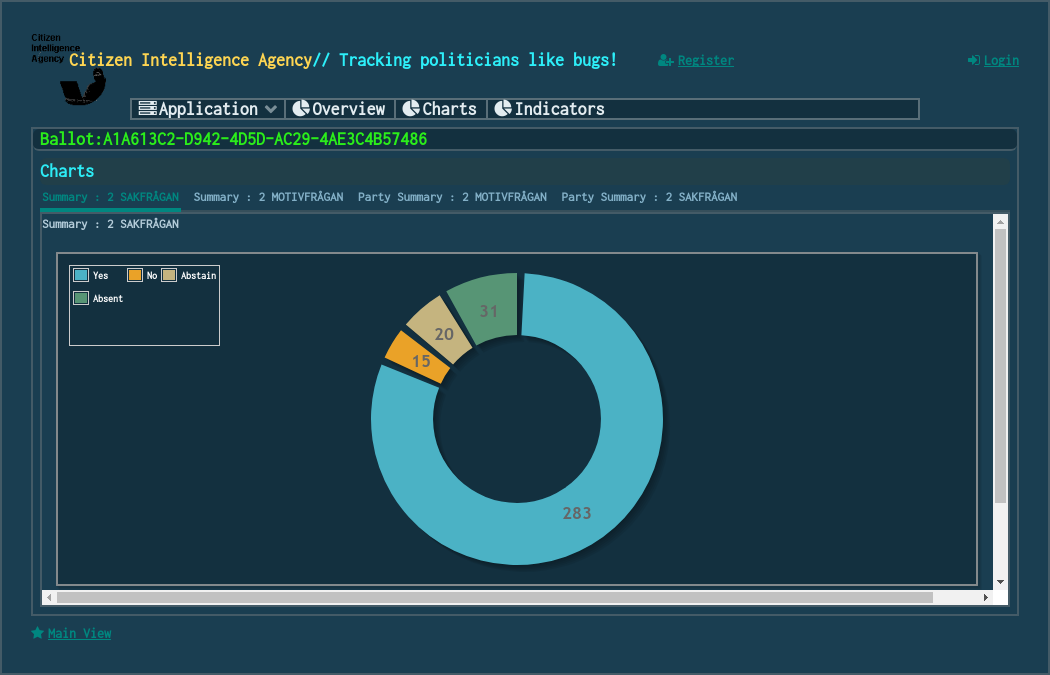 Citizen
Intelligence
Agency
Citizen Intelligence Agency// Tracking politicians like bugs!
Register
Login
Application
Overview
Charts
Indicators
Ballot:A1A613C2-D942-4D5D-AC29-4AE3C4B57486
Charts
Summary : 2 SAKFRÅGAN
Summary : 2 MOTIVFRÅGAN
Party Summary : 2 MOTIVFRÅGAN
Party Summary : 2 SAKFRÅGAN
Summary : 2 SAKFRÅGAN
Yes
No
Abstain
Absent
31
20
15
283
Main View